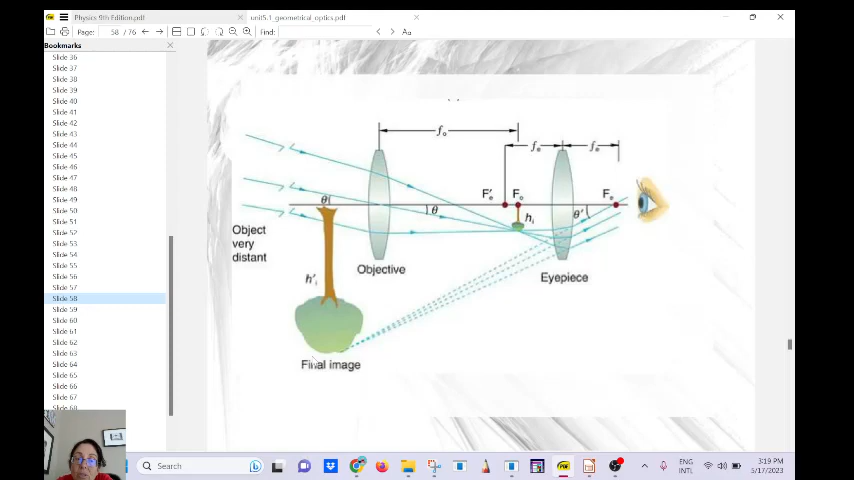 Physics 9th Edition.pdf
unit5.1_geometrical_optics.pdf
Page: 58 / 76
Find:
Aa
Bookmarks
Slide 36
Slide 37
Slide 38
Slide 39
Slide 40
Slide 41
Slide 42
Slide 43
Slide 44
Slide 45
Slide 46
Slide 47
Slide 48
Slide 49
Slide 50
Slide 51
Slide 52
Slide 53
Slide 54
Slide 55
Slide 56
Slide 57
Slide 58
Slide 59
Slide 60
Slide 61
Slide 62
Slide 63
Slide 64
Slide 65
Slide 66
Slide 67
fo
fe
fe
F'e
Fo
Fe
θ
θ
hi
θ'
Object
very
distant
h'i
Objective
Eyepiece
Final image
Search
ENG
INTL
3:19 PM
5/17/2023